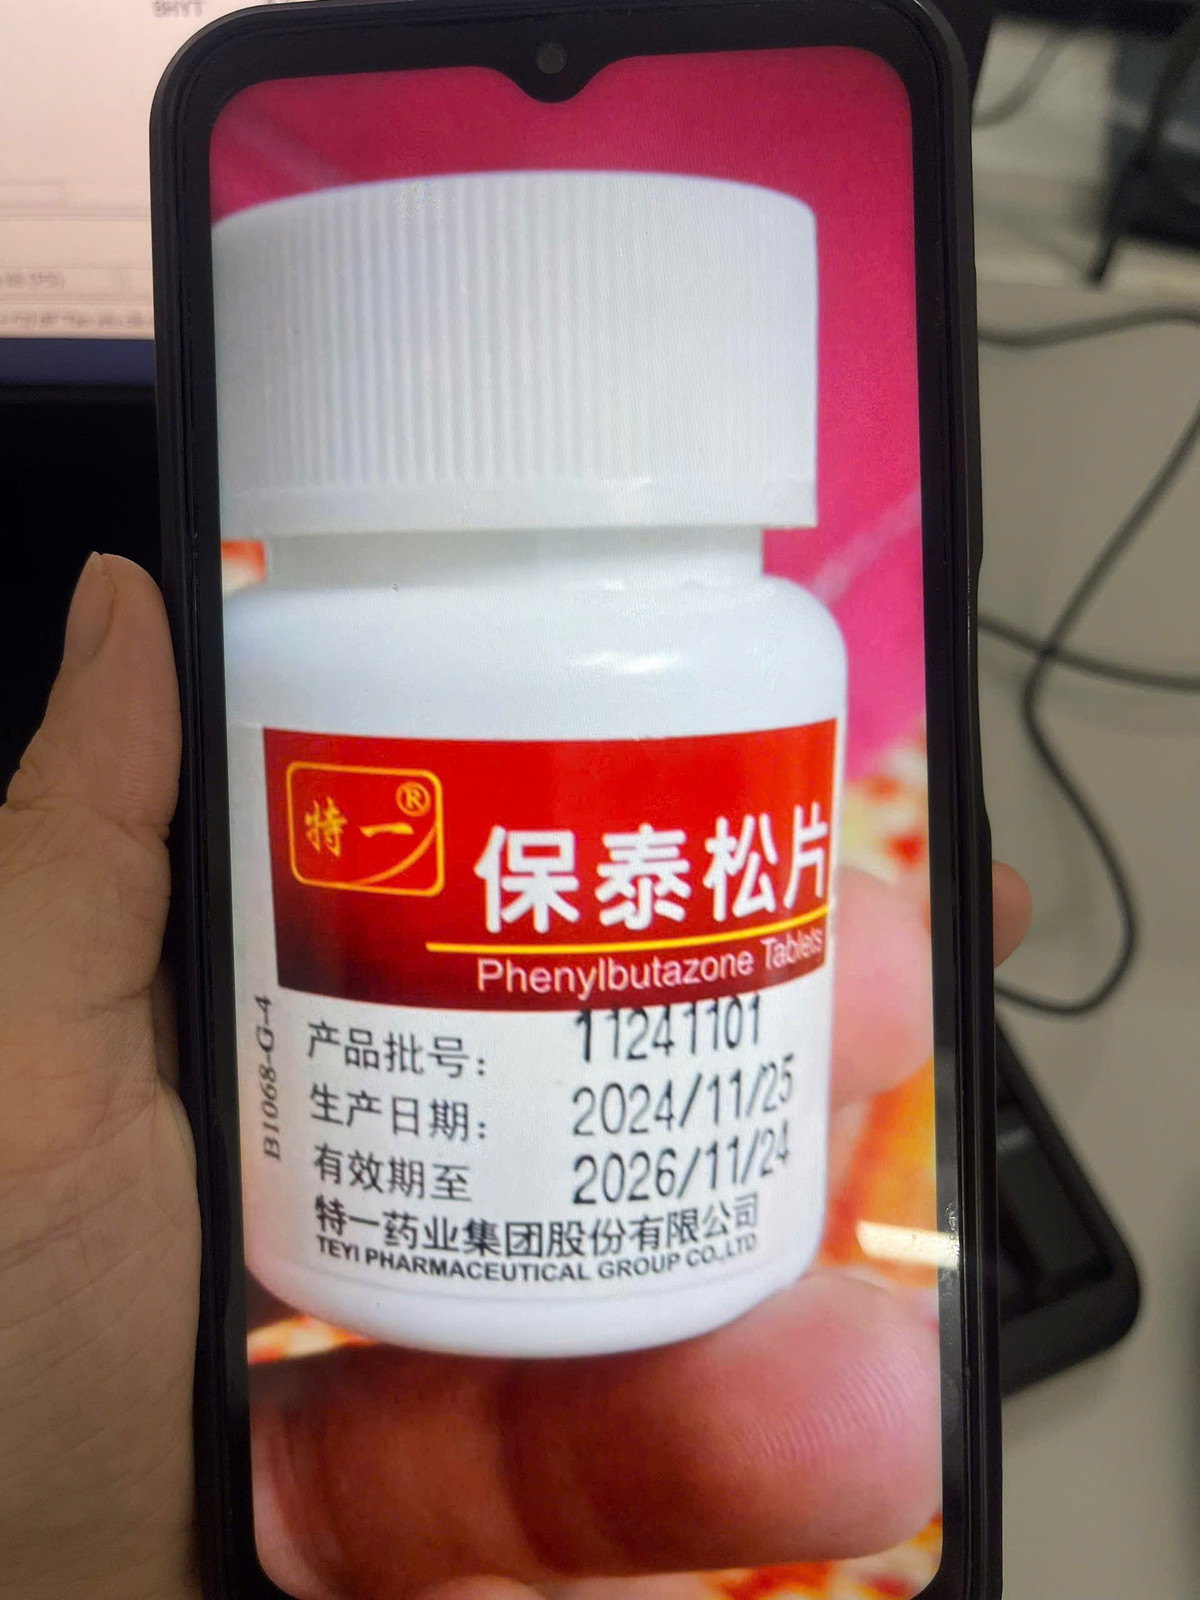 BHYT
特一®
保泰松片
Phenylbutazone Tablets
产品批号: 11241101
生产日期: 2024/11/25
有效期至 2026/11/24
特一药业集团股份有限公司
TEYI PHARMACEUTICAL GROUP CO.,LTD
B1068-G-4